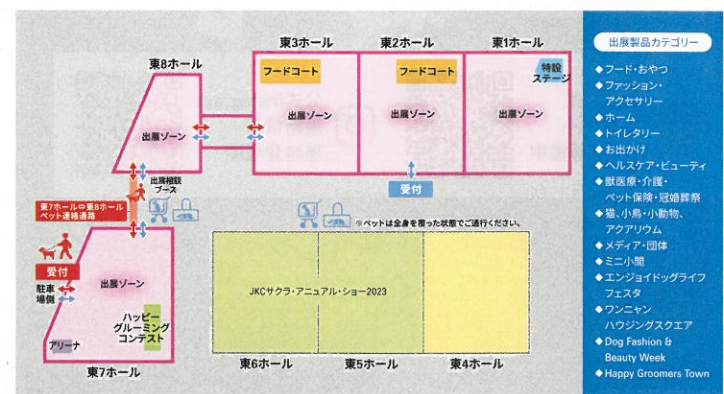 東3ホール
東2ホール
東1ホール
東8ホール
フードコート
フードコート
特設
ステージ
出展ゾーン
出展ゾーン
出展ゾーン
出展ゾーン
受付
出展相談
ブース
東7ホール⇔東8ホール
ペット連絡通路
※ペットは全身を覆った状態でご通行ください。
受付
駐車
場側
出展ゾーン
ハッピー
グルーミング
コンテスト
アリーナ
東7ホール
JKCサクラ・アニュアル・ショー2023
東6ホール
東5ホール
東4ホール
出展製品カテゴリー
◆フード・おやつ
◆ファッション・
アクセサリー
◆ホーム
◆トイレタリー
◆お出かけ
◆ヘルスケア・ビューティ
◆獣医療・介護・
ペット保険・冠婚葬祭
◆猫、小鳥・小動物、
アクアリウム
◆メディア・団体
◆ミニ小間
◆エンジョイドッグライフ
フェスタ
◆ワンニャン
ハウジングスクエア
◆Dog Fashion &
Beauty Week
◆Happy Groomers Town